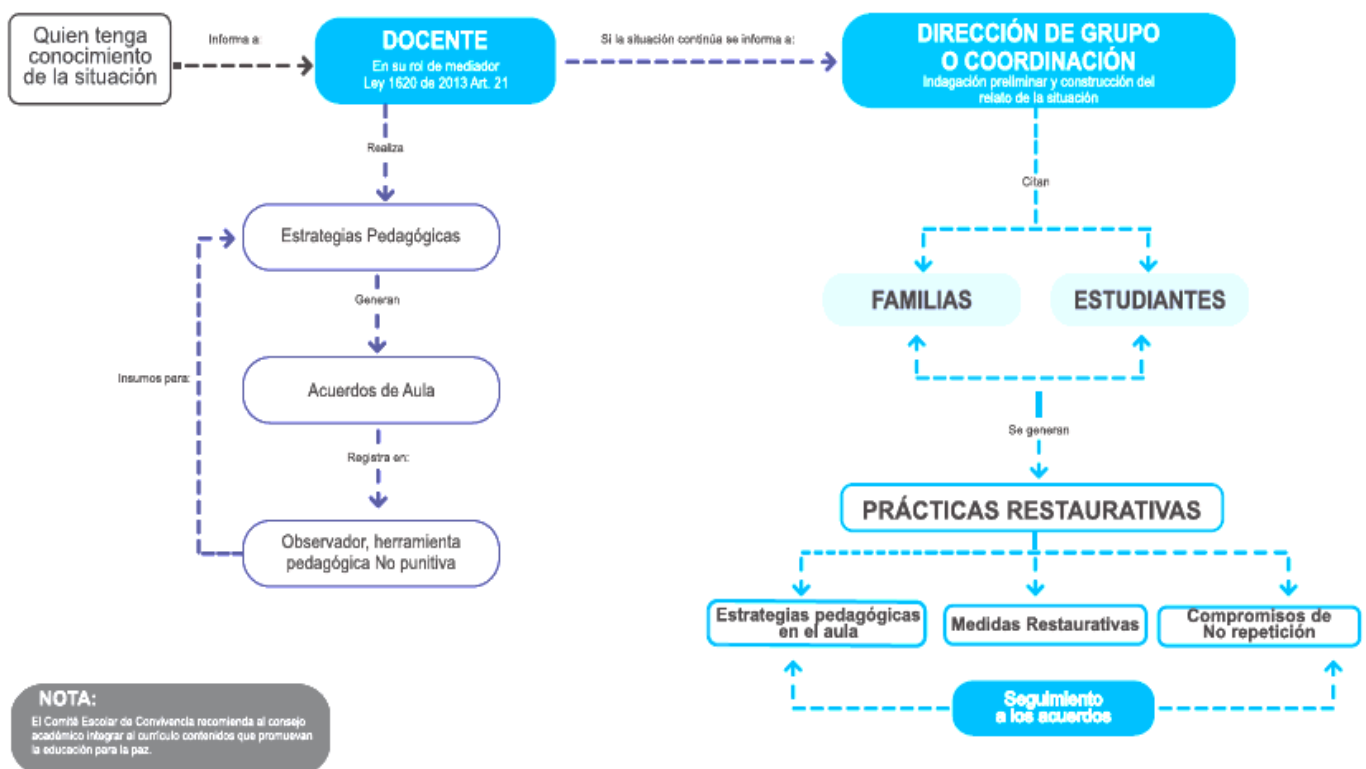 Quien tenga
conocimiento
de la situación
Informa a:
DOCENTE
En su rol de mediador
Ley 1620 de 2013 Art. 21
Si la situación continúa se informa a:
DIRECCIÓN DE GRUPO
O COORDINACIÓN
Indagación preliminar y construcción del
relato de la situación
Realiza
Estrategias Pedagógicas
Generan
Acuerdos de Aula
Insumos para:
Registra en:
Observador, herramienta
pedagógica No punitiva
Citan
FAMILIAS
ESTUDIANTES
Se generan
PRÁCTICAS RESTAURATIVAS
Estrategias pedagógicas
en el aula
Medidas Restaurativas
Compromisos de
No repetición
Seguimiento
a los acuerdos
NOTA:
El Comité Escolar de Convivencia recomienda al consejo
académico integrar al currículo contenidos que promuevan
la educación para la paz.